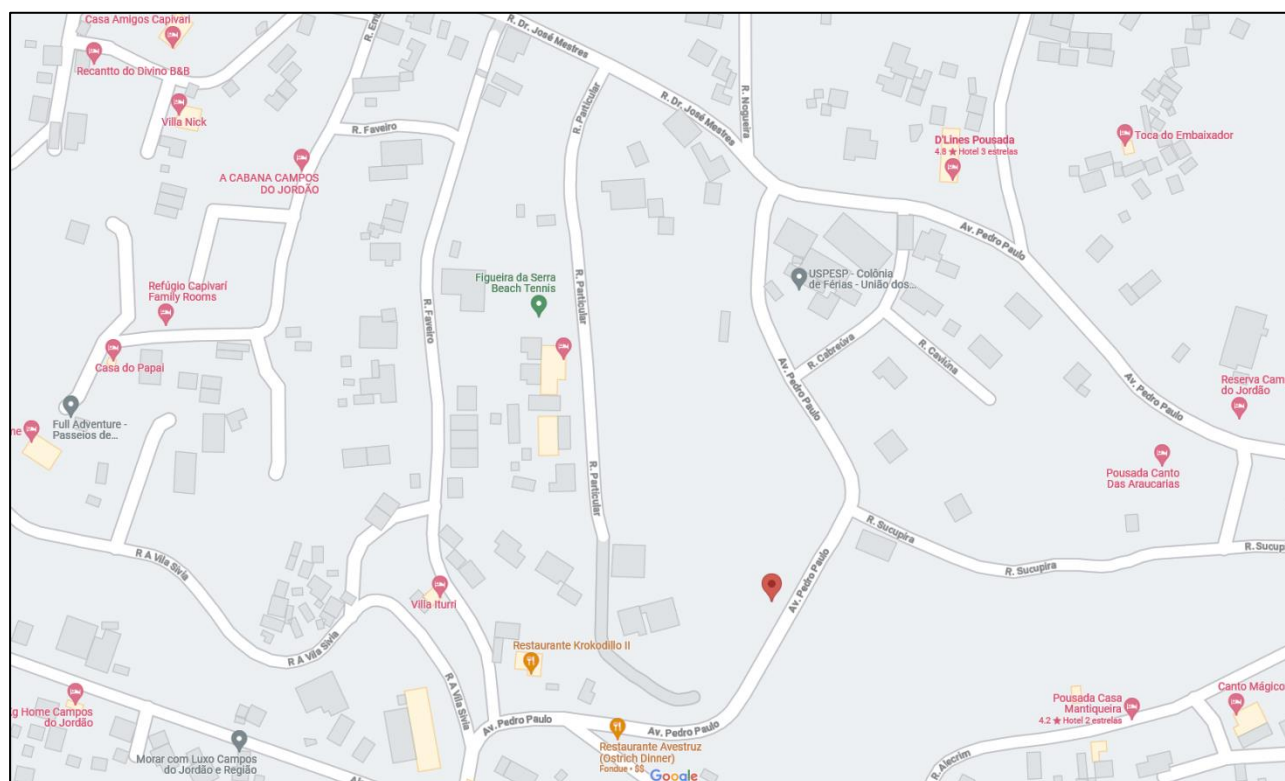 Casa Amigos Capivari
Recantto do Divino B&B
Villa Nick
A CABANA CAMPOS
DO JORDÃO
R. Faveiro
R. Dr. José Mestres
R. Particular
R. Dr. José Mestres
R. Nogueira
D'Lines Pousada
4.8 ★ Hotel 3 estrelas
Toca do Embaixador
Av. Pedro Paulo
Refúgio Capivarí
Family Rooms
Casa do Papai
Full Adventure -
Passeios de...
R. Faveiro
Figueira da Serra
Beach Tennis
R. Particular
R. Particular
USPESP - Colônia
de Férias - União dos...
R. Cabreúva
R. Caviúna
Av. Pedro Paulo
Av. Pedro Paulo
Reserva Cam
do Jordão
Pousada Canto
Das Araucarias
R. Sucupira
R. Sucupira
R. Sucup
Av. Pedro Paulo
R A Vila Sivia
R A Vila Sivia
R A Vila Sivia
Villa Iturri
Restaurante Krokodillo II
Av. Pedro Paulo
Av. Pedro Paulo
Restaurante Avestruz
(Ostrich Dinner)
Fondue • $$
Google
Home Campos
do Jordão
Morar com Luxo Campos
do Jordão e Região
Pousada Casa
Mantiqueira
4.2 ★ Hotel 2 estrelas
Canto Mágico
R. Alecrim